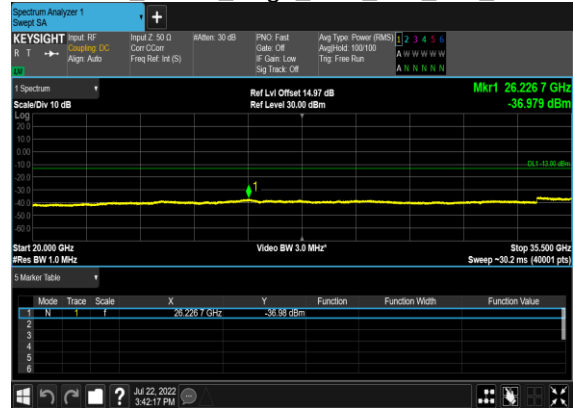 Spectrum Analyzer 1
Swept SA
KEYSIGHT
R T
Input: RF
Coupling: DC
Align: Auto
Input Z: 50 Ω
Corr CCorr
Freq Ref: Int (S)
#Atten: 30 dB
PNO: Fast
Gate: Off
IF Gain: Low
Sig Track: Off
Avg Type: Power (RMS)
Avg|Hold: 100/100
Trig: Free Run
1 2 3 4 5 6
A W W W W W
A N N N N N
1 Spectrum
Scale/Div 10 dB
Ref Lvl Offset 14.97 dB
Ref Level 30.00 dBm
Mkr1 26.226 7 GHz
-36.979 dBm
Log
20.0
10.0
0.00
-10.0
-20.0
-30.0
-40.0
-50.0
-60.0
DL1 -13.00 dBm
1
Start 20.000 GHz
#Res BW 1.0 MHz
Video BW 3.0 MHz*
Stop 35.500 GHz
Sweep ~30.2 ms (40001 pts)
5 Marker Table
Mode Trace Scale X Y Function Function Width Function Value
1 N 1 f 26.226 7 GHz -36.98 dBm
2
3
4
5
6
? Jul 22, 2022
3:42:17 PM